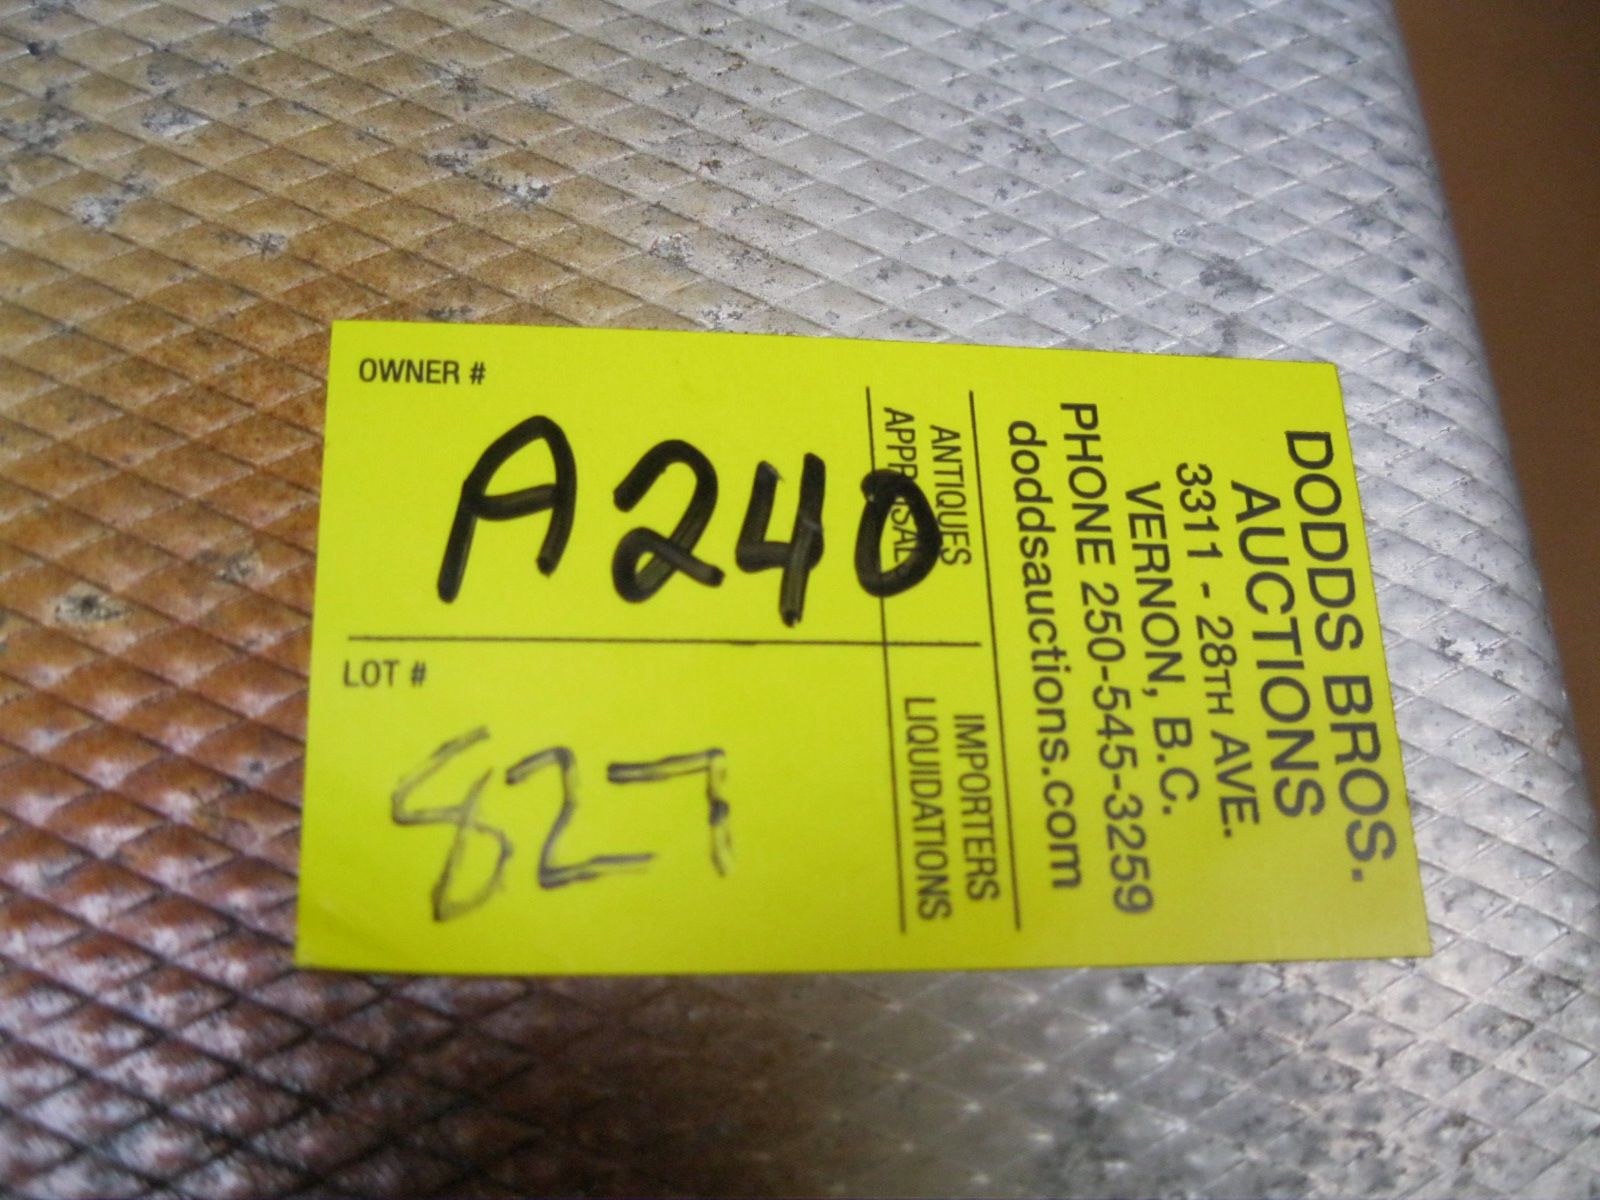 OWNER #
A240
LOT #
827
DODDS BROS.
AUCTIONS
3311 - 28TH AVE.
VERNON, B.C.
PHONE 250-545-3259
doddsauctions.com
ANTIQUES IMPORTERS
APPRAISAL LIQUIDATIONS